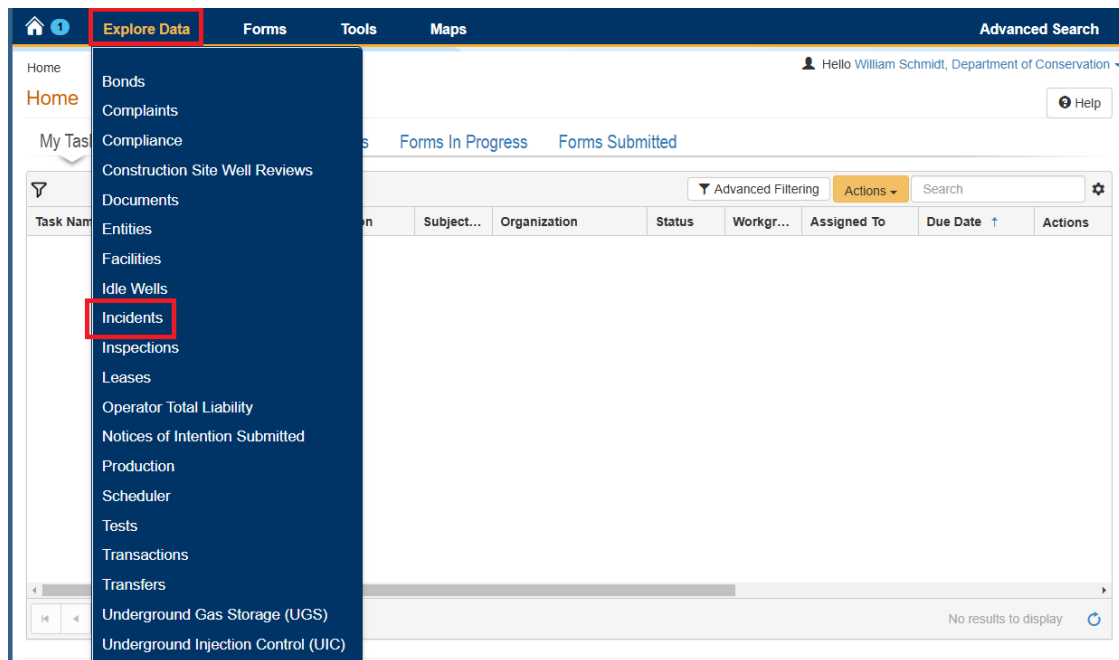 1 Explore Data Forms Tools Maps Advanced Search
Home Hello William Schmidt, Department of Conservation
Home Help
My Tas s Forms In Progress Forms Submitted
Advanced Filtering Actions Search
Task Nam on Subject... Organization Status Workgr... Assigned To Due Date ↑ Actions
Bonds
Complaints
Compliance
Construction Site Well Reviews
Documents
Entities
Facilities
Idle Wells
Incidents
Inspections
Leases
Operator Total Liability
Notices of Intention Submitted
Production
Scheduler
Tests
Transactions
Transfers
Underground Gas Storage (UGS)
Underground Injection Control (UIC)
No results to display